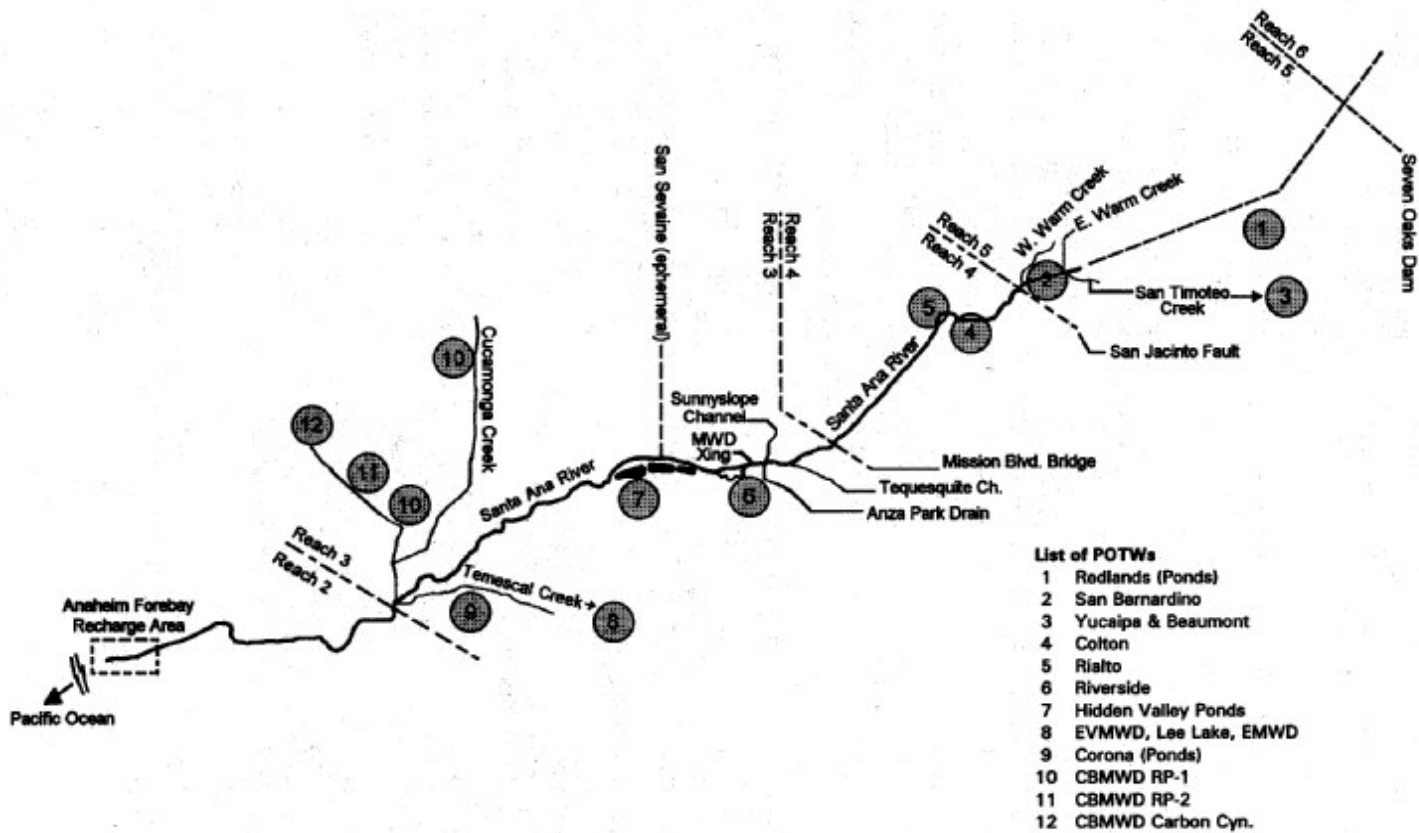 Reach 6
Reach 5
Seven Oaks Dam
1
W. Warm Creek
E. Warm Creek
Reach 5
Reach 4
2
San Timoteo
Creek
3
San Jacinto Fault
5
4
Santa Ana River
Reach 4
Reach 3
San Sevaine (ephemeral)
Sunnyslope
Channel
MWD
Xing
Mission Blvd. Bridge
Tequesquite Ch.
Anza Park Drain
6
7
Santa Ana River
Cucamonga Creek
10
12
11
10
Reach 3
Reach 2
Temescal Creek
9
8
Anaheim Forebay
Recharge Area
Pacific Ocean
List of POTWs
1 Redlands (Ponds)
2 San Bernardino
3 Yucaipa & Beaumont
4 Colton
5 Rialto
6 Riverside
7 Hidden Valley Ponds
8 EVMWD, Lee Lake, EMWD
9 Corona (Ponds)
10 CBMWD RP-1
11 CBMWD RP-2
12 CBMWD Carbon Cyn.